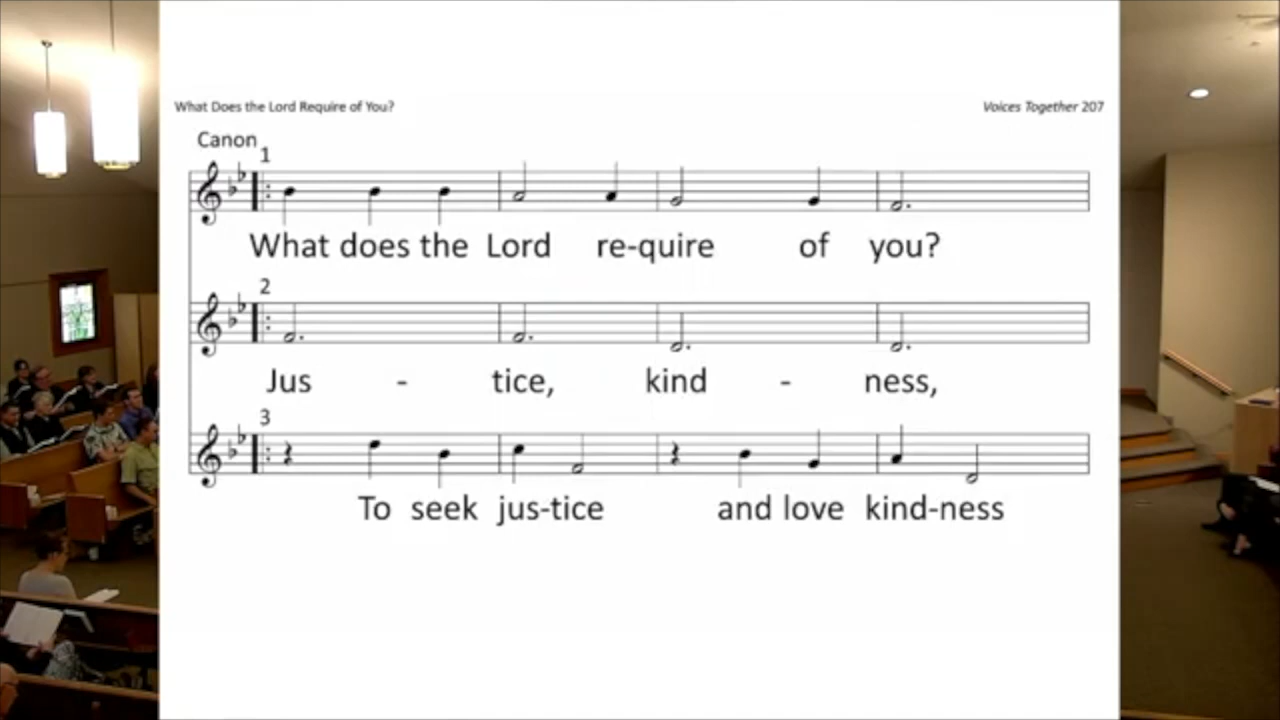 What Does the Lord Require of You?
Voices Together 207
Canon
1
What does the Lord re-quire of you?
2
Jus - tice, kind - ness,
3
To seek jus-tice and love kind-ness